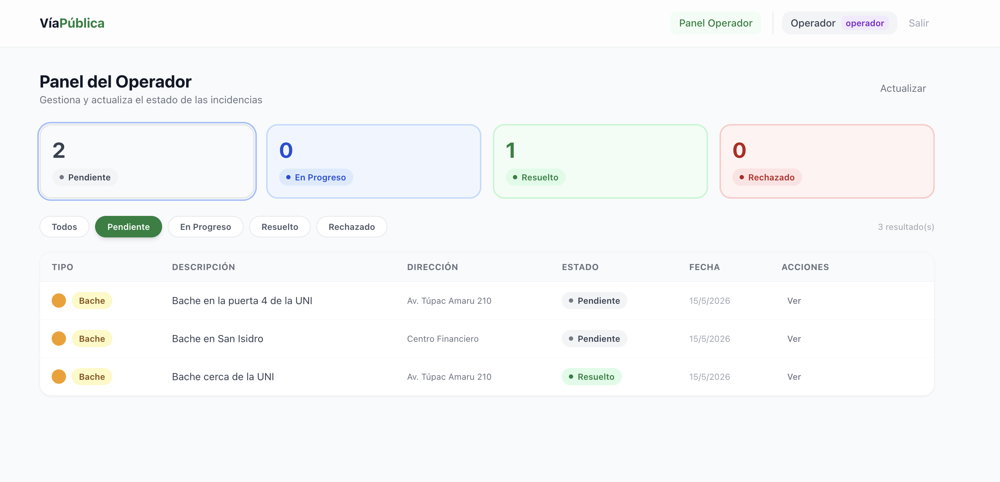 VíaPública
Panel Operador
Operador operador
Salir
Panel del Operador
Gestiona y actualiza el estado de las incidencias
Actualizar
2
Pendiente
0
En Progreso
1
Resuelto
0
Rechazado
Todos
Pendiente
En Progreso
Resuelto
Rechazado
3 resultado(s)
TIPO DESCRIPCIÓN DIRECCIÓN ESTADO FECHA ACCIONES
Bache Bache en la puerta 4 de la UNI Av. Túpac Amaru 210 Pendiente 15/5/2026 Ver
Bache Bache en San Isidro Centro Financiero Pendiente 15/5/2026 Ver
Bache Bache cerca de la UNI Av. Túpac Amaru 210 Resuelto 15/5/2026 Ver